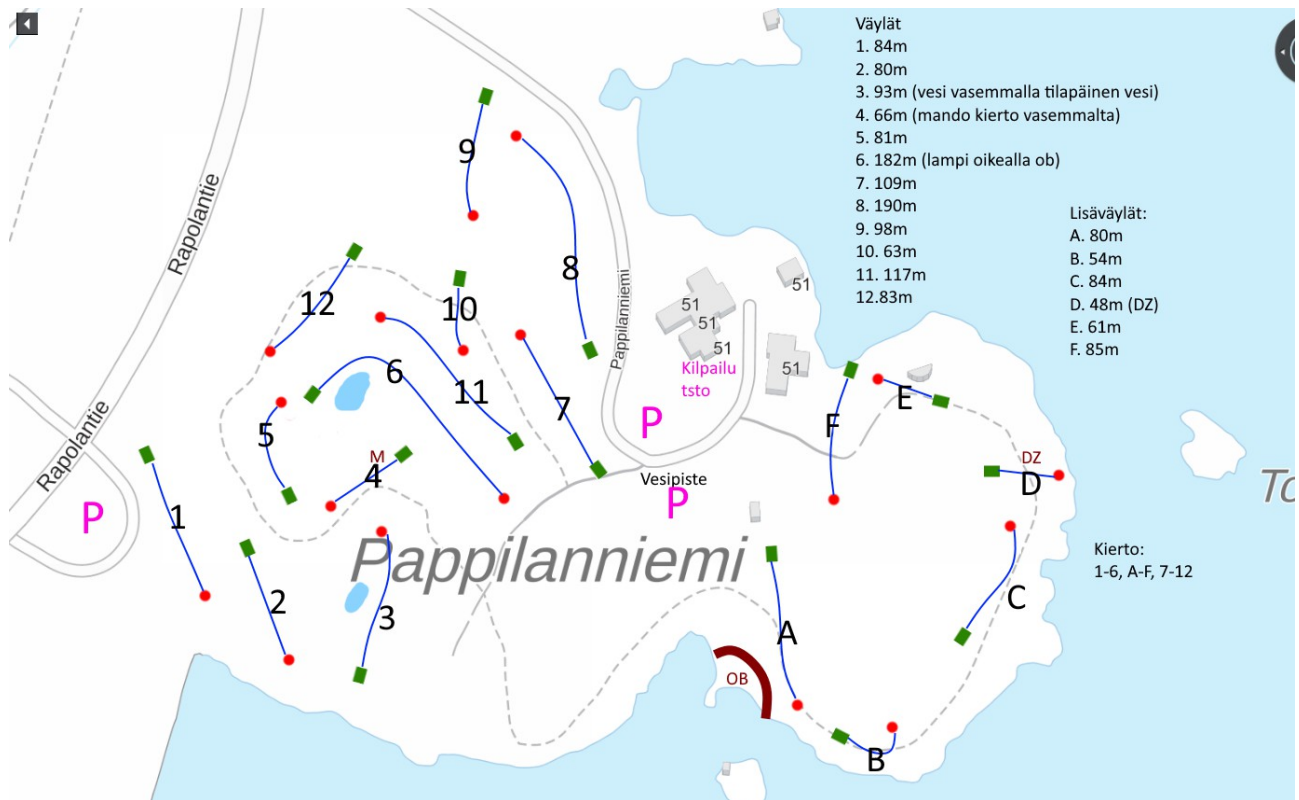 Väylät
1. 84m
2. 80m
3. 93m (vesi vasemmalla tilapäinen vesi)
4. 66m (mando kierto vasemmalta)
5. 81m
6. 182m (lampi oikealla ob)
7. 109m
8. 190m
9. 98m
10. 63m
11. 117m
12.83m
Lisäväylät:
A. 80m
B. 54m
C. 84m
D. 48m (DZ)
E. 61m
F. 85m
Kierto:
1-6, A-F, 7-12
Rapolantie
Rapolantie
Pappilanniemi
Pappilanniemi
9
8
12
10
6
11
7
5
M
4
1
2
3
P
51
51
51
51
51
Kilpailu
tsto
P
Vesipiste
P
F
E
DZ
D
C
A
OB
B
To